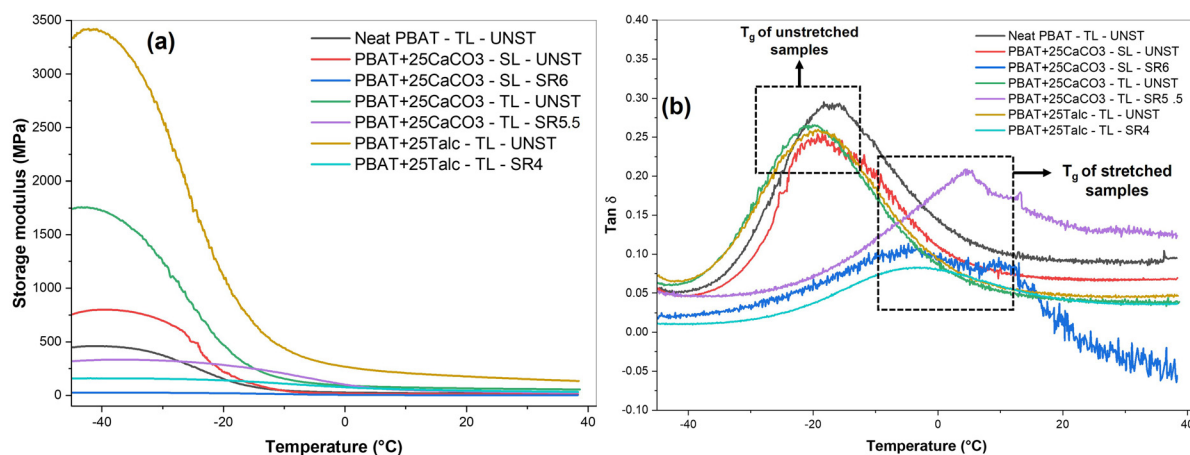 (a)
Storage modulus (MPa)
3500
3000
2500
2000
1500
1000
500
0
-40
-20
0
20
40
Temperature (°C)
Neat PBAT - TL - UNST
PBAT+25CaCO3 - SL - UNST
PBAT+25CaCO3 - SL - SR6
PBAT+25CaCO3 - TL - UNST
PBAT+25CaCO3 - TL - SR5.5
PBAT+25Talc - TL - UNST
PBAT+25Talc - TL - SR4
(b)
Tan δ
0.40
0.35
0.30
0.25
0.20
0.15
0.10
0.05
0.00
-0.05
-0.10
-40
-20
0
20
40
Temperature (°C)
Tg of unstretched
samples
Neat PBAT - TL - UNST
PBAT+25CaCO3 - SL - UNST
PBAT+25CaCO3 - SL - SR6
PBAT+25CaCO3 - TL - UNST
PBAT+25CaCO3 - TL - SR5 .5
PBAT+25Talc - TL - UNST
PBAT+25Talc - TL - SR4
Tg of stretched
samples